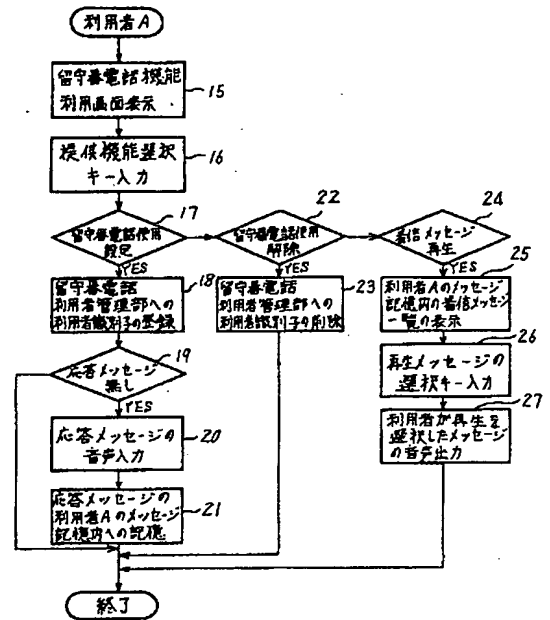 利用者A
留守番電話機能
利用画面表示
15
提供機能選択
キー入力
16
留守番電話使用
設定
17
YES
留守番電話
利用者管理部への
利用者識別子の登録
18
応答メッセージ
無し
19
YES
応答メッセージの
音声入力
20
応答メッセージの
利用者Aのメッセージ
記憶内への記憶
21
留守番電話使用
解除
22
YES
留守番電話
利用者管理部への
利用者識別子の削除
23
着信メッセージ
再生
24
YES
利用者Aのメッセージ
記憶内の着信メッセージ
一覧の表示
25
再生メッセージの
選択キー入力
26
利用者が再生を
選択したメッセージ
の音声出力
27
終了